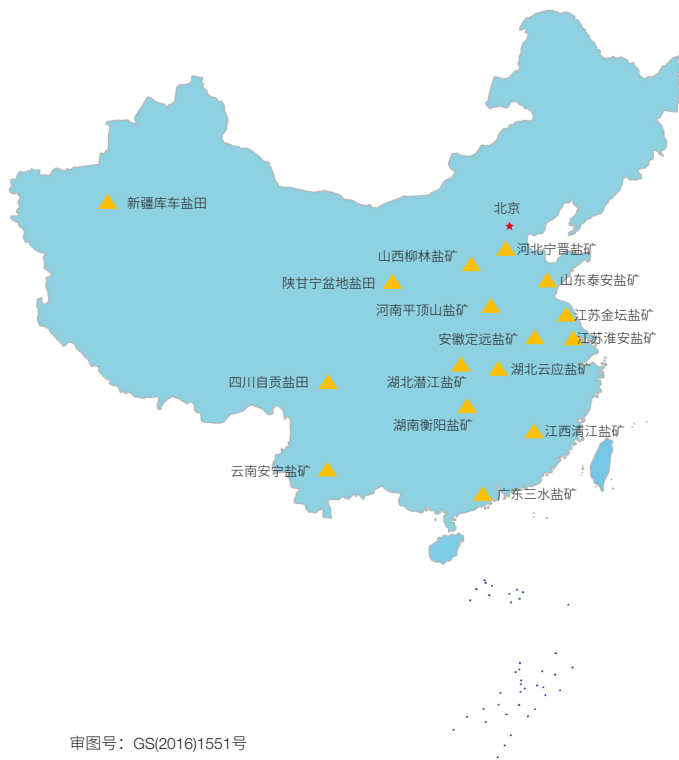 新疆库车盐田
北京
河北宁晋盐矿
山西柳林盐矿
陕甘宁盆地盐田
山东泰安盐矿
河南平顶山盐矿
江苏金坛盐矿
安徽定远盐矿
江苏淮安盐矿
湖北云应盐矿
四川自贡盐田
湖北潜江盐矿
湖南衡阳盐矿
江西清江盐矿
云南安宁盐矿
广东三水盐矿
审图号：GS(2016)1551号